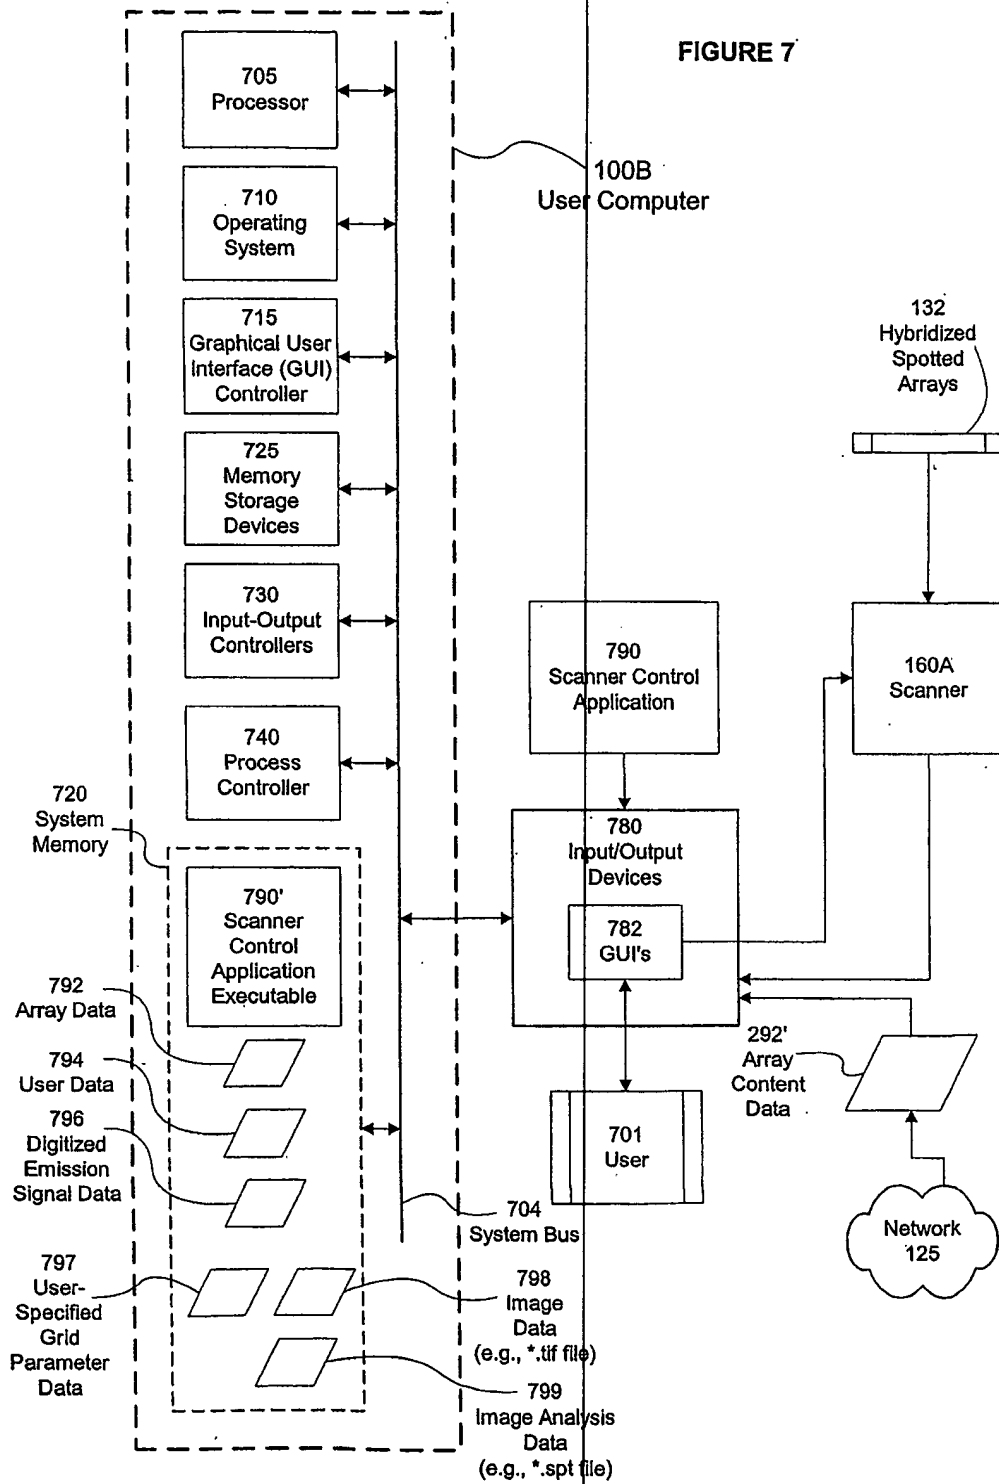 FIGURE 7
705
Processor
710
Operating
System
715
Graphical User
Interface (GUI)
Controller
725
Memory
Storage
Devices
730
Input-Output
Controllers
740
Process
Controller
100B
User Computer
132
Hybridized
Spotted
Arrays
790
Scanner Control
Application
160A
Scanner
720
System
Memory
780
Input/Output
Devices
782
GUI's
790'
Scanner
Control
Application
Executable
792
Array Data
794
User Data
796
Digitized
Emission
Signal Data
292'
Array
Content
Data
701
User
704
System Bus
Network
125
797
User-
Specified
Grid
Parameter
Data
798
Image
Data
(e.g., *.tif file)
799
Image Analysis
Data
(e.g., *.spt file)